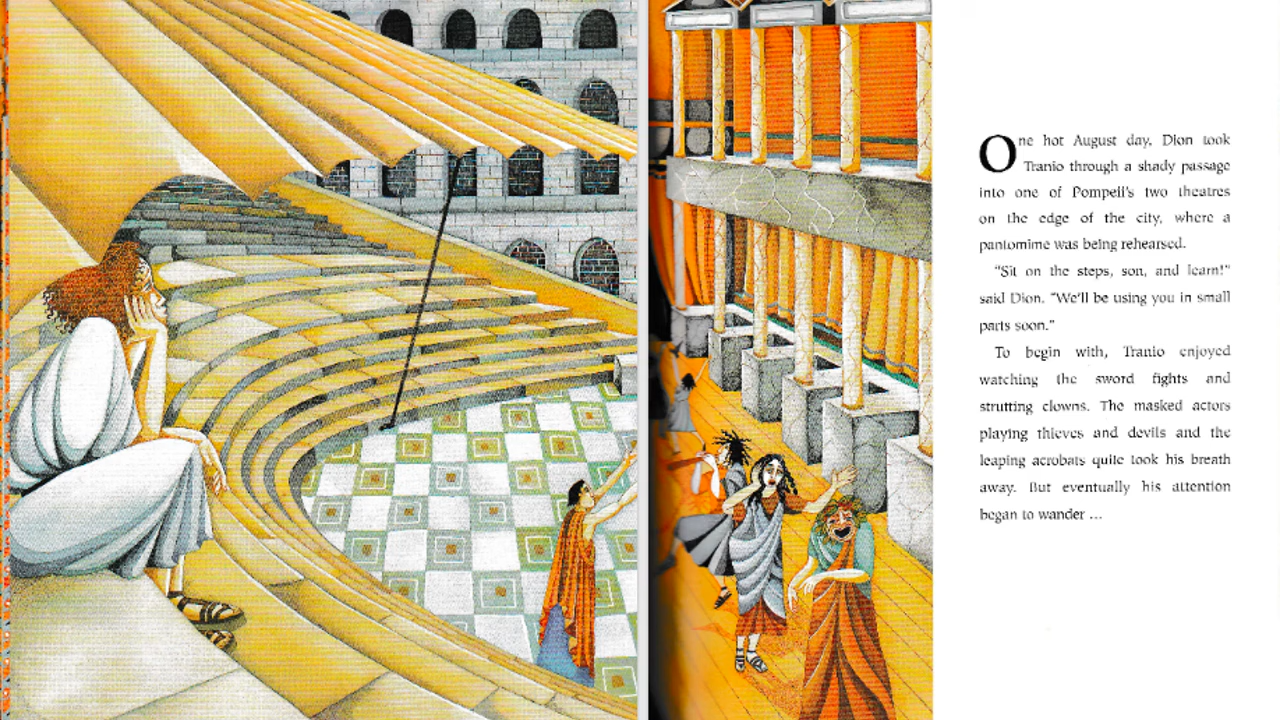 One hot August day, Dion took
Tranio through a shady passage
into one of Pompeii's two theatres
on the edge of the city, where a
pantomime was being rehearsed.
"Sit on the steps, son, and learn!"
said Dion. "We'll be using you in small
parts soon."
To begin with, Tranio enjoyed
watching the sword fights and
strutting clowns. The masked actors
playing thieves and devils and the
leaping acrobats quite took his breath
away. But eventually his attention
began to wander ...